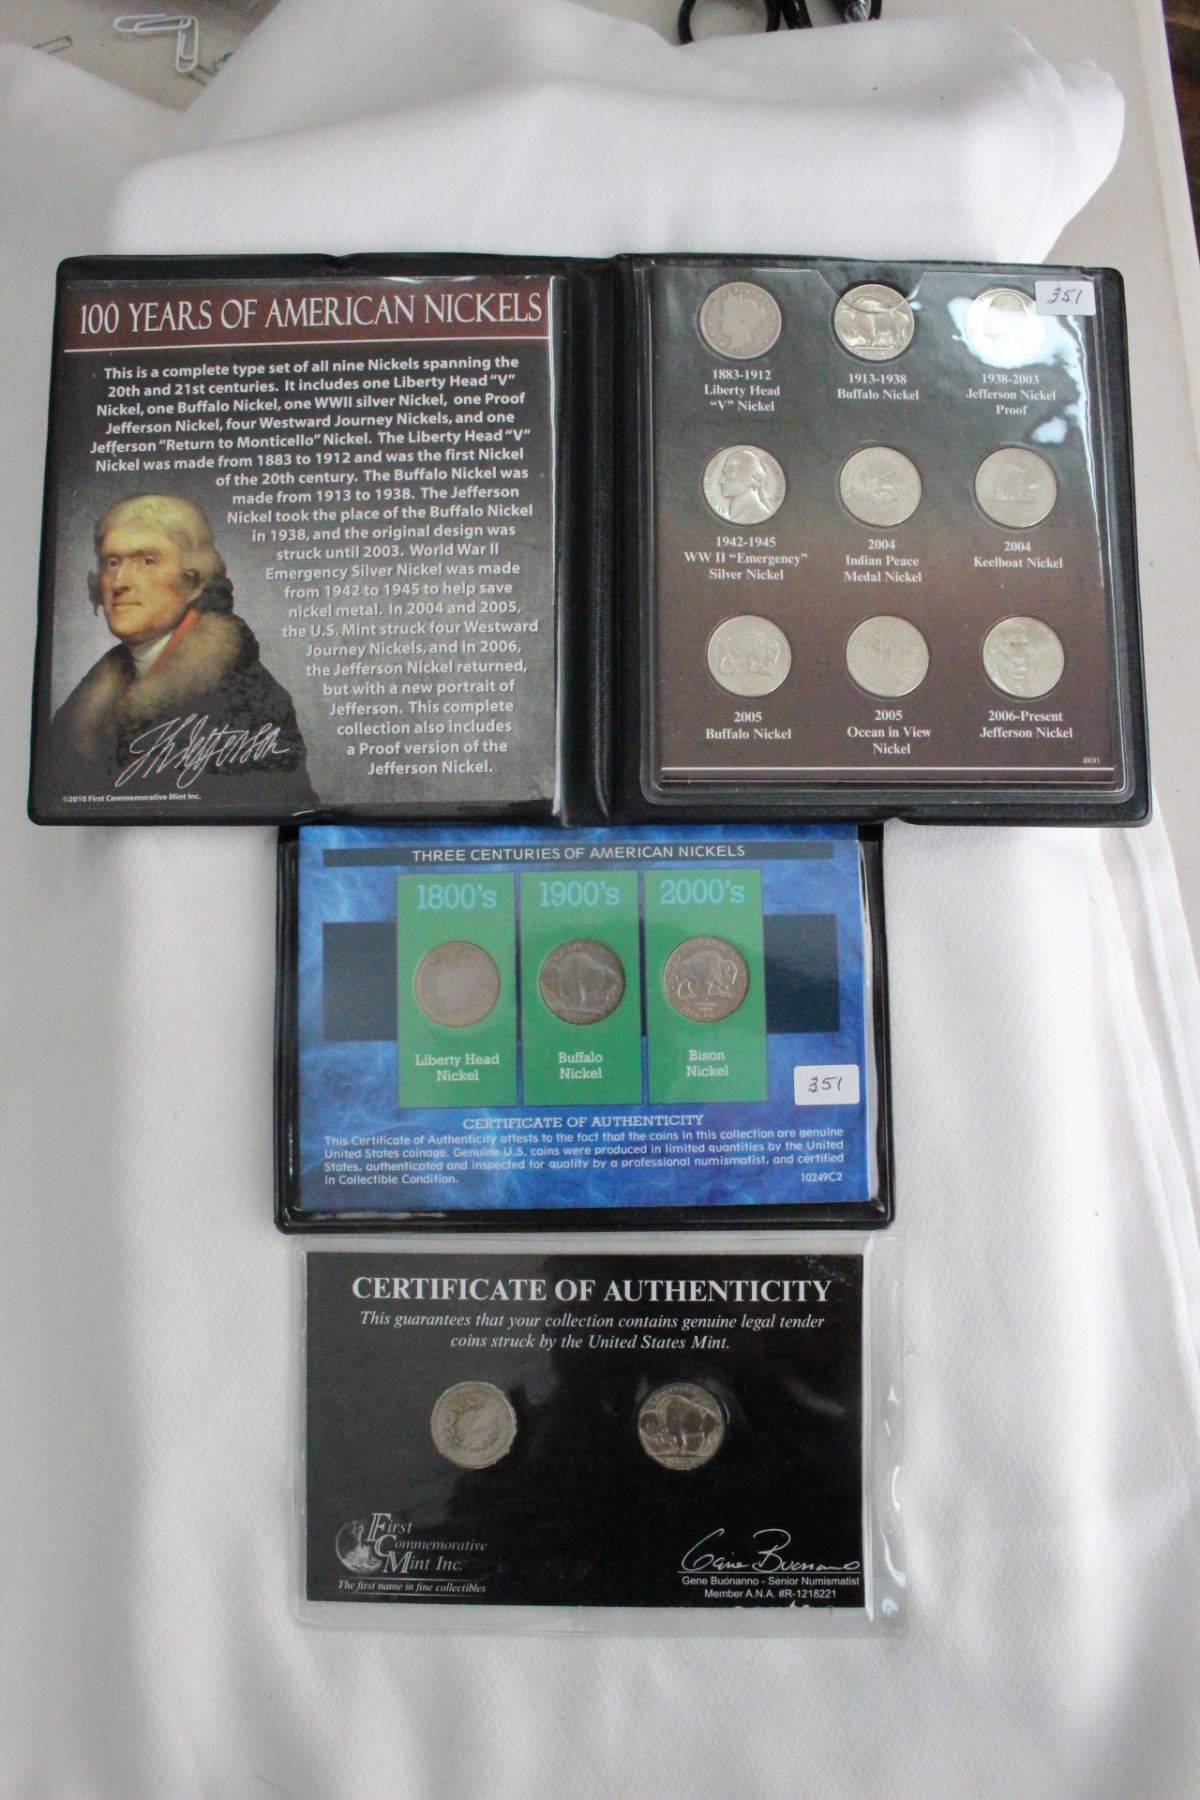 100 YEARS OF AMERICAN NICKELS
This is a complete type set of all nine Nickels spanning the
20th and 21st centuries. It includes one Liberty Head "V"
Nickel, one Buffalo Nickel, one WWII silver Nickel, one Proof
Jefferson Nickel, four Westward Journey Nickels, and one
Jefferson "Return to Monticello" Nickel. The Liberty Head "V"
Nickel was made from 1883 to 1912 and was the first Nickel
of the 20th century. The Buffalo Nickel was
made from 1913 to 1938. The Jefferson
Nickel took the place of the Buffalo Nickel
in 1938, and the original design was
struck until 2003. World War II
Emergency Silver Nickel was made
from 1942 to 1945 to help save
nickel metal. In 2004 and 2005,
the U.S. Mint struck four Westward
Journey Nickels, and in 2006,
the Jefferson Nickel returned,
but with a new portrait of
Jefferson. This complete
collection also includes
a Proof version of the
Jefferson Nickel.
Th Jefferson
©2010 First Commemorative Mint Inc.
351
1883-1912
Liberty Head
"V" Nickel
1913-1938
Buffalo Nickel
1938-2003
Jefferson Nickel
Proof
1942-1945
WW II "Emergency"
Silver Nickel
2004
Indian Peace
Medal Nickel
2004
Keelboat Nickel
2005
Buffalo Nickel
2005
Ocean in View
Nickel
2006-Present
Jefferson Nickel
8K91
THREE CENTURIES OF AMERICAN NICKELS
1800's
1900's
2000's
Liberty Head
Nickel
Buffalo
Nickel
Bison
Nickel
351
CERTIFICATE OF AUTHENTICITY
This Certificate of Authenticity attests to the fact that the coins in this collection are genuine
United States coinage. Genuine U.S. coins were produced in limited quantities by the United
States, authenticated and inspected for quality by a professional numismatist, and certified
in Collectible Condition.
10249C2
CERTIFICATE OF AUTHENTICITY
This guarantees that your collection contains genuine legal tender
coins struck by the United States Mint.
First
Commemorative
Mint Inc.
The first name in fine collectibles
Gene Buonanno
Gene Buonanno - Senior Numismatist
Member A.N.A. #R-1218221